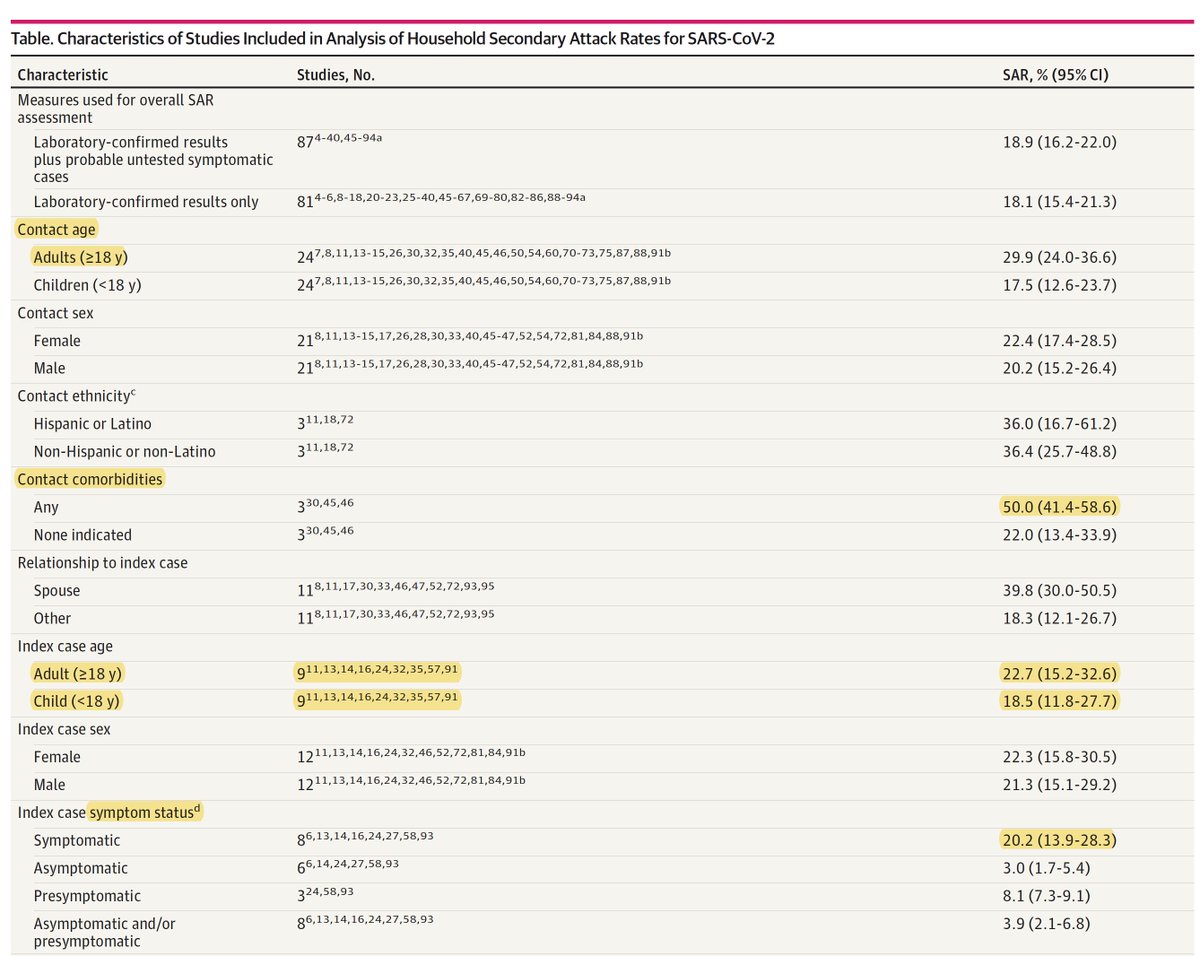 Table. Characteristics of Studies Included in Analysis of Household Secondary Attack Rates for SARS-CoV-2
Characteristic Studies, No. SAR, % (95% CI)
Measures used for overall SAR
assessment
Laboratory-confirmed results 87^4-40,45-94a 18.9 (16.2-22.0)
plus probable untested symptomatic
cases
Laboratory-confirmed results only 81^4-6,8-18,20-23,25-40,45-67,69-80,82-86,88-94a 18.1 (15.4-21.3)
Contact age
Adults (≥18 y) 24^7,8,11,13-15,26,30,32,35,40,45,46,50,54,60,70-73,75,87,88,91b 29.9 (24.0-36.6)
Children (<18 y) 24^7,8,11,13-15,26,30,32,35,40,45,46,50,54,60,70-73,75,87,88,91b 17.5 (12.6-23.7)
Contact sex
Female 21^8,11,13-15,17,26,28,30,33,40,45-47,52,54,72,81,84,88,91b 22.4 (17.4-28.5)
Male 21^8,11,13-15,17,26,28,30,33,40,45-47,52,54,72,81,84,88,91b 20.2 (15.2-26.4)
Contact ethnicity^c
Hispanic or Latino 3^11,18,72 36.0 (16.7-61.2)
Non-Hispanic or non-Latino 3^11,18,72 36.4 (25.7-48.8)
Contact comorbidities
Any 3^30,45,46 50.0 (41.4-58.6)
None indicated 3^30,45,46 22.0 (13.4-33.9)
Relationship to index case
Spouse 11^8,11,17,30,33,46,47,52,72,93,95 39.8 (30.0-50.5)
Other 11^8,11,17,30,33,46,47,52,72,93,95 18.3 (12.1-26.7)
Index case age
Adult (≥18 y) 9^11,13,14,16,24,32,35,57,91 22.7 (15.2-32.6)
Child (<18 y) 9^11,13,14,16,24,32,35,57,91 18.5 (11.8-27.7)
Index case sex
Female 12^11,13,14,16,24,32,46,52,72,81,84,91b 22.3 (15.8-30.5)
Male 12^11,13,14,16,24,32,46,52,72,81,84,91b 21.3 (15.1-29.2)
Index case symptom status^d
Symptomatic 8^6,13,14,16,24,27,58,93 20.2 (13.9-28.3)
Asymptomatic 6^6,14,24,27,58,93 3.0 (1.7-5.4)
Presymptomatic 3^24,58,93 8.1 (7.3-9.1)
Asymptomatic and/or 8^6,13,14,16,24,27,58,93 3.9 (2.1-6.8)
presymptomatic